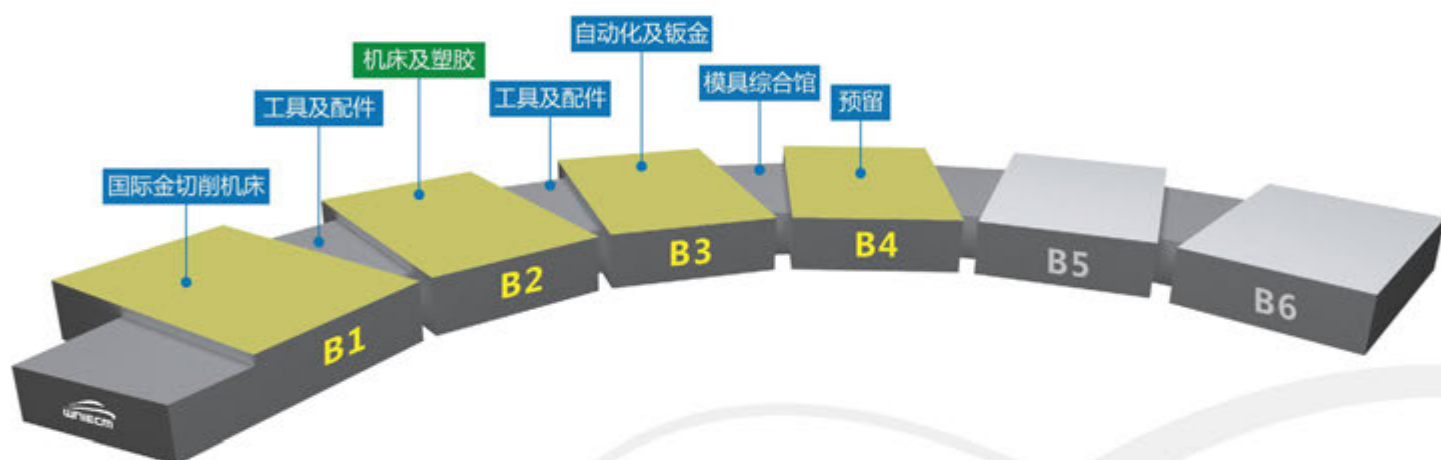 自动化及钣金
机床及塑胶
模具综合馆
工具及配件
工具及配件
预留
国际金切削机床
B1
B2
B3
B4
B5
B6
WNIECM